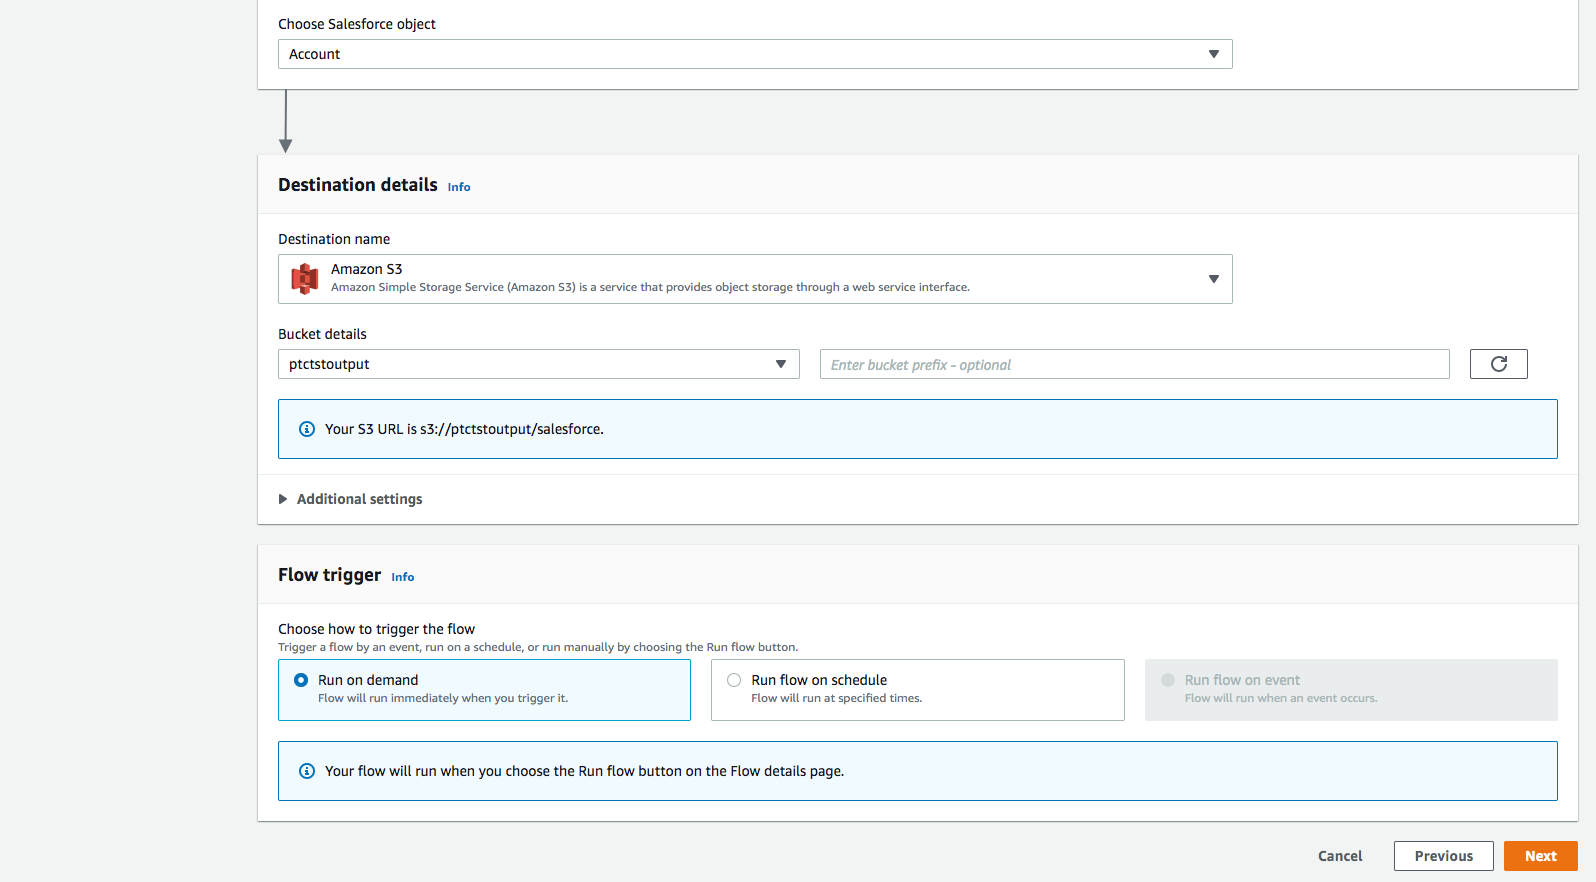 Choose Salesforce object
Account
Destination details Info
Destination name
Amazon S3
Amazon Simple Storage Service (Amazon S3) is a service that provides object storage through a web service interface.
Bucket details
ptctstoutput
Enter bucket prefix - optional
Your S3 URL is s3://ptctstoutput/salesforce.
Additional settings
Flow trigger Info
Choose how to trigger the flow
Trigger a flow by an event, run on a schedule, or run manually by choosing the Run flow button.
Run on demand
Flow will run immediately when you trigger it.
Run flow on schedule
Flow will run at specified times.
Run flow on event
Flow will run when an event occurs.
Your flow will run when you choose the Run flow button on the Flow details page.
Cancel
Previous
Next